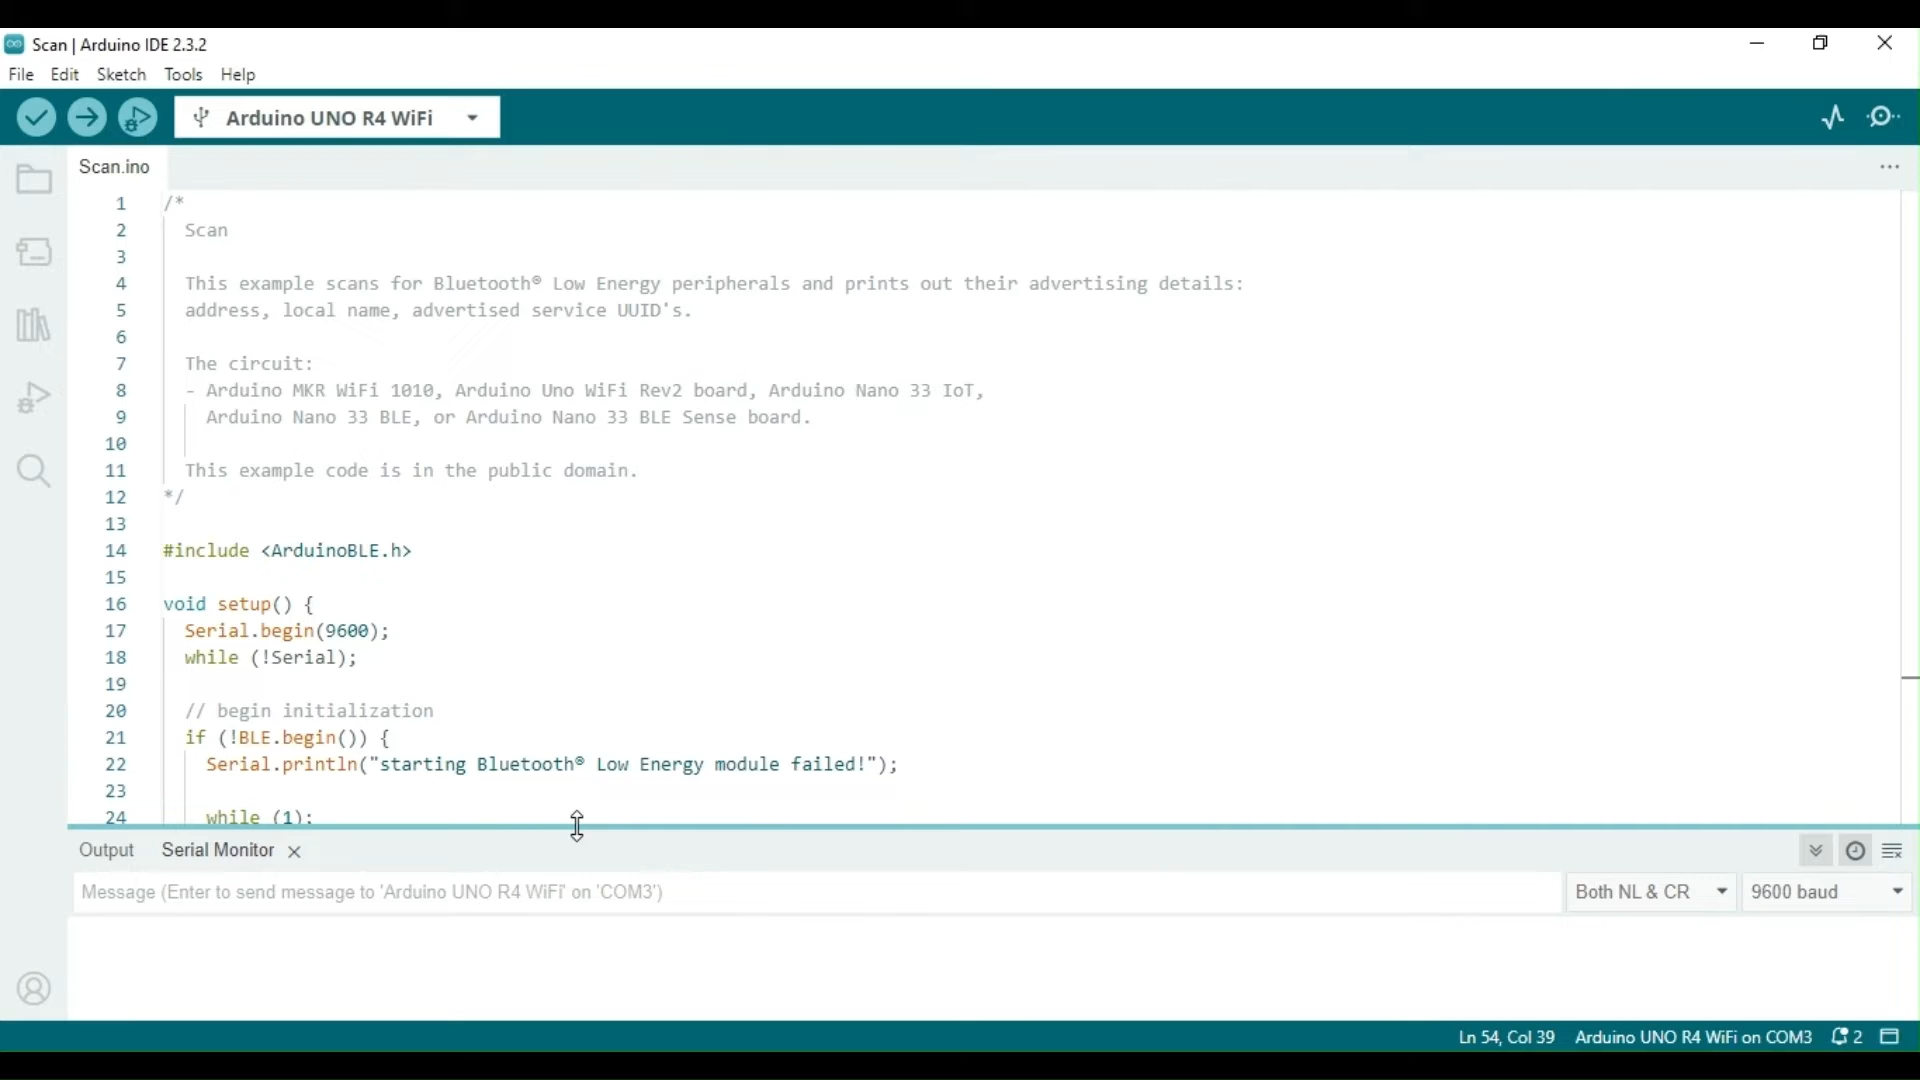 Scan | Arduino IDE 2.3.2
File Edit Sketch Tools Help
Arduino UNO R4 WiFi
Scan.ino
1 /*
2 Scan
3
4 This example scans for Bluetooth® Low Energy peripherals and prints out their advertising details:
5 address, local name, advertised service UUID's.
6
7 The circuit:
8 - Arduino MKR WiFi 1010, Arduino Uno WiFi Rev2 board, Arduino Nano 33 IoT,
9 Arduino Nano 33 BLE, or Arduino Nano 33 BLE Sense board.
10
11 This example code is in the public domain.
12 */
13
14 #include <ArduinoBLE.h>
15
16 void setup() {
17 Serial.begin(9600);
18 while (!Serial);
19
20 // begin initialization
21 if (!BLE.begin()) {
22 Serial.println("starting Bluetooth® Low Energy module failed!");
23
24 while (1);
Output Serial Monitor
Message (Enter to send message to 'Arduino UNO R4 WiFi' on 'COM3') Both NL & CR 9600 baud
Ln 54, Col 39 Arduino UNO R4 WiFi on COM3 2